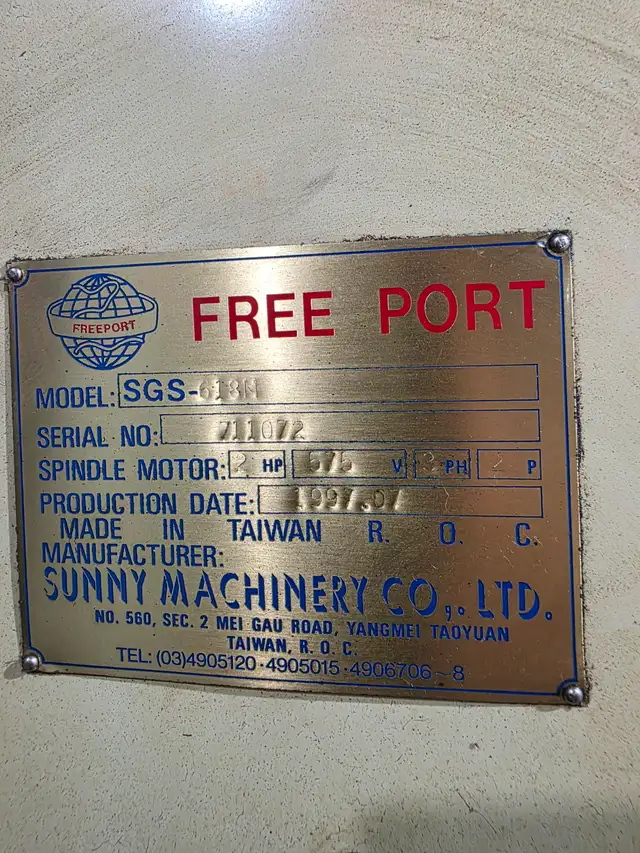 FREEPORT
FREE PORT
MODEL: SGS-618M
SERIAL NO: 711072
SPINDLE MOTOR: 2 HP 575 V 3 PH 2 P
PRODUCTION DATE: 1997.07
MADE IN TAIWAN R. O. C.
MANUFACTURER:
SUNNY MACHINERY CO,. LTD.
NO. 560, SEC. 2 MEI GAU ROAD, YANGMEI TAOYUAN
TAIWAN, R. O. C.
TEL: (03)4905120·4905015·4906706~8